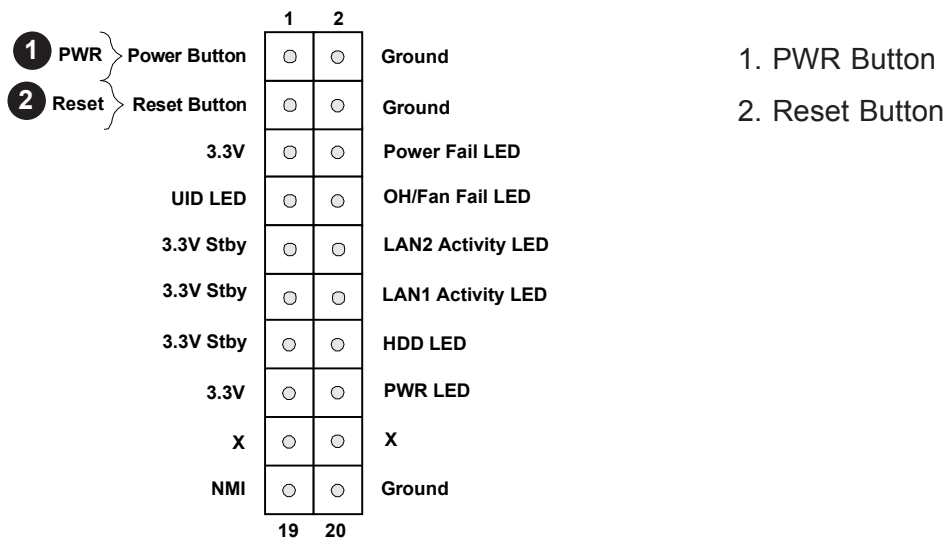 1 2
1 PWR Power Button Ground 1. PWR Button
2 Reset Reset Button Ground 2. Reset Button
3.3V Power Fail LED
UID LED OH/Fan Fail LED
3.3V Stby LAN2 Activity LED
3.3V Stby LAN1 Activity LED
3.3V Stby HDD LED
3.3V PWR LED
X X
NMI Ground
19 20